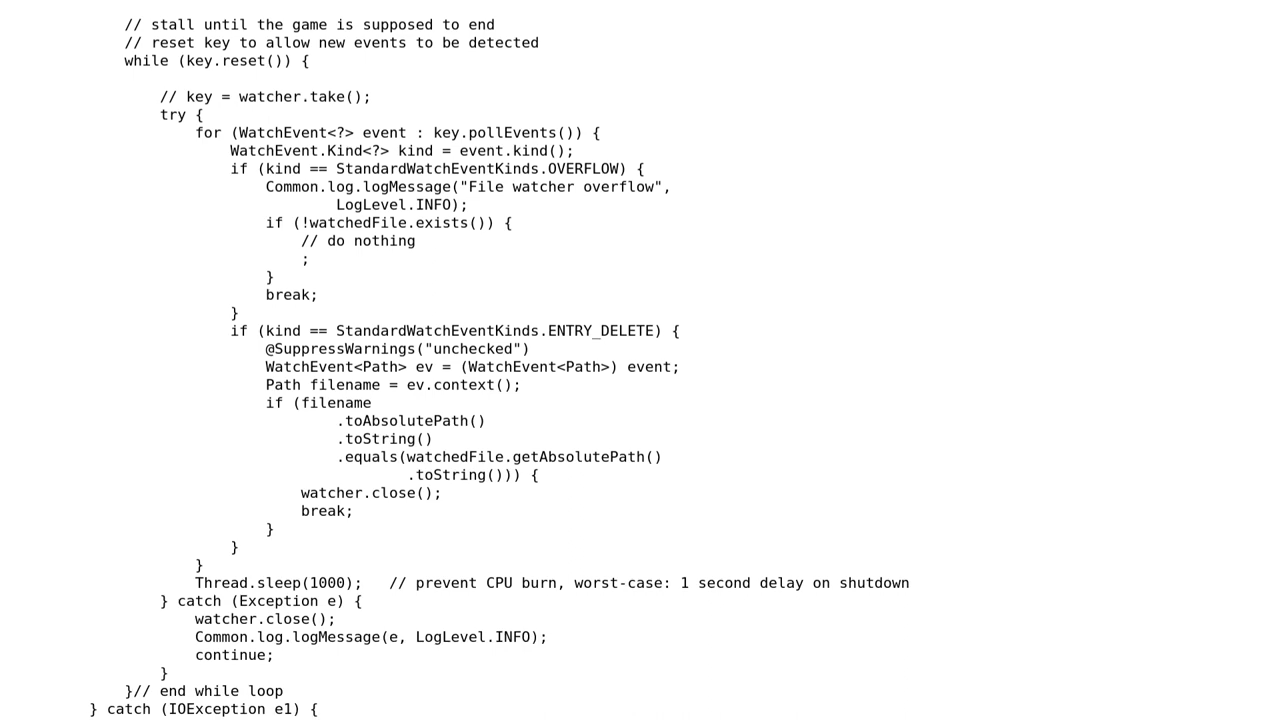 // stall until the game is supposed to end
// reset key to allow new events to be detected
while (key.reset()) {
// key = watcher.take();
try {
for (WatchEvent<?> event : key.pollEvents()) {
WatchEvent.Kind<?> kind = event.kind();
if (kind == StandardWatchEventKinds.OVERFLOW) {
Common.log.logMessage("File watcher overflow",
LogLevel.INFO);
if (!watchedFile.exists()) {
// do nothing
;
}
break;
}
if (kind == StandardWatchEventKinds.ENTRY_DELETE) {
@SuppressWarnings("unchecked")
WatchEvent<Path> ev = (WatchEvent<Path>) event;
Path filename = ev.context();
if (filename
.toAbsolutePath()
.toString()
.equals(watchedFile.getAbsolutePath()
.toString())) {
watcher.close();
break;
}
}
}
Thread.sleep(1000);   // prevent CPU burn, worst-case: 1 second delay on shutdown
} catch (Exception e) {
watcher.close();
Common.log.logMessage(e, LogLevel.INFO);
continue;
}
}// end while loop
} catch (IOException e1) {